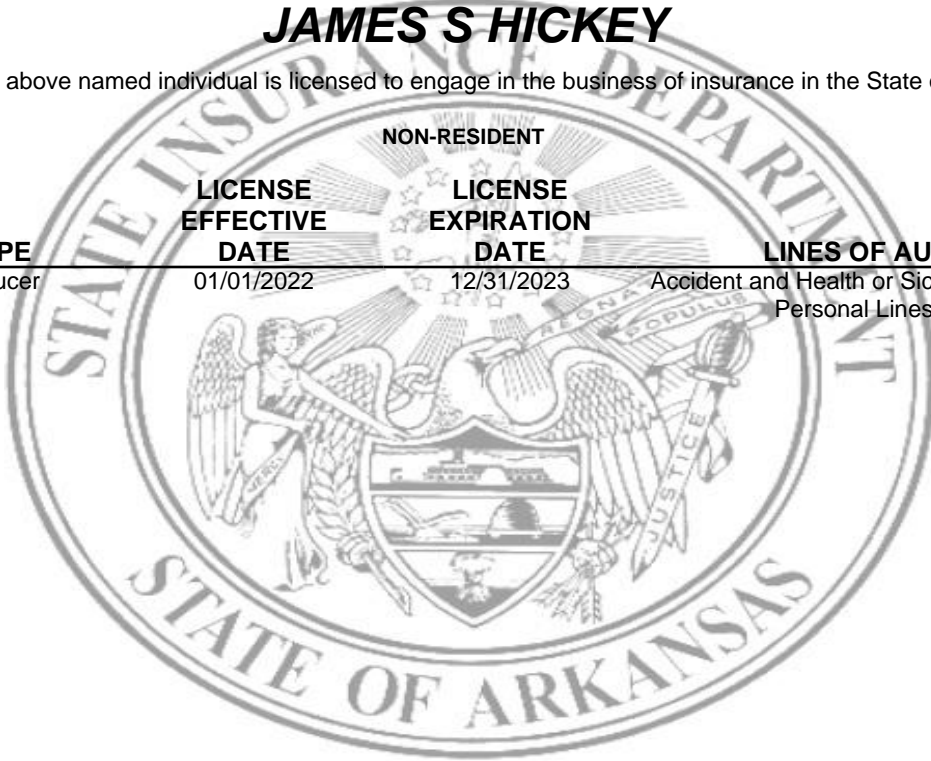 JAMES S HICKEY
above named individual is licensed to engage in the business of insurance in the State
NON-RESIDENT
LICENSE EFFECTIVE DATE
LICENSE EXPIRATION DATE
PE
LINES OF AU
ucer
01/01/2022
12/31/2023
Accident and Health or Sic
Personal Lines
STATE INSURANCE DEPARTMENT
REGNAT POPULUS
MERCY
JUSTICE
STATE OF ARKANSAS